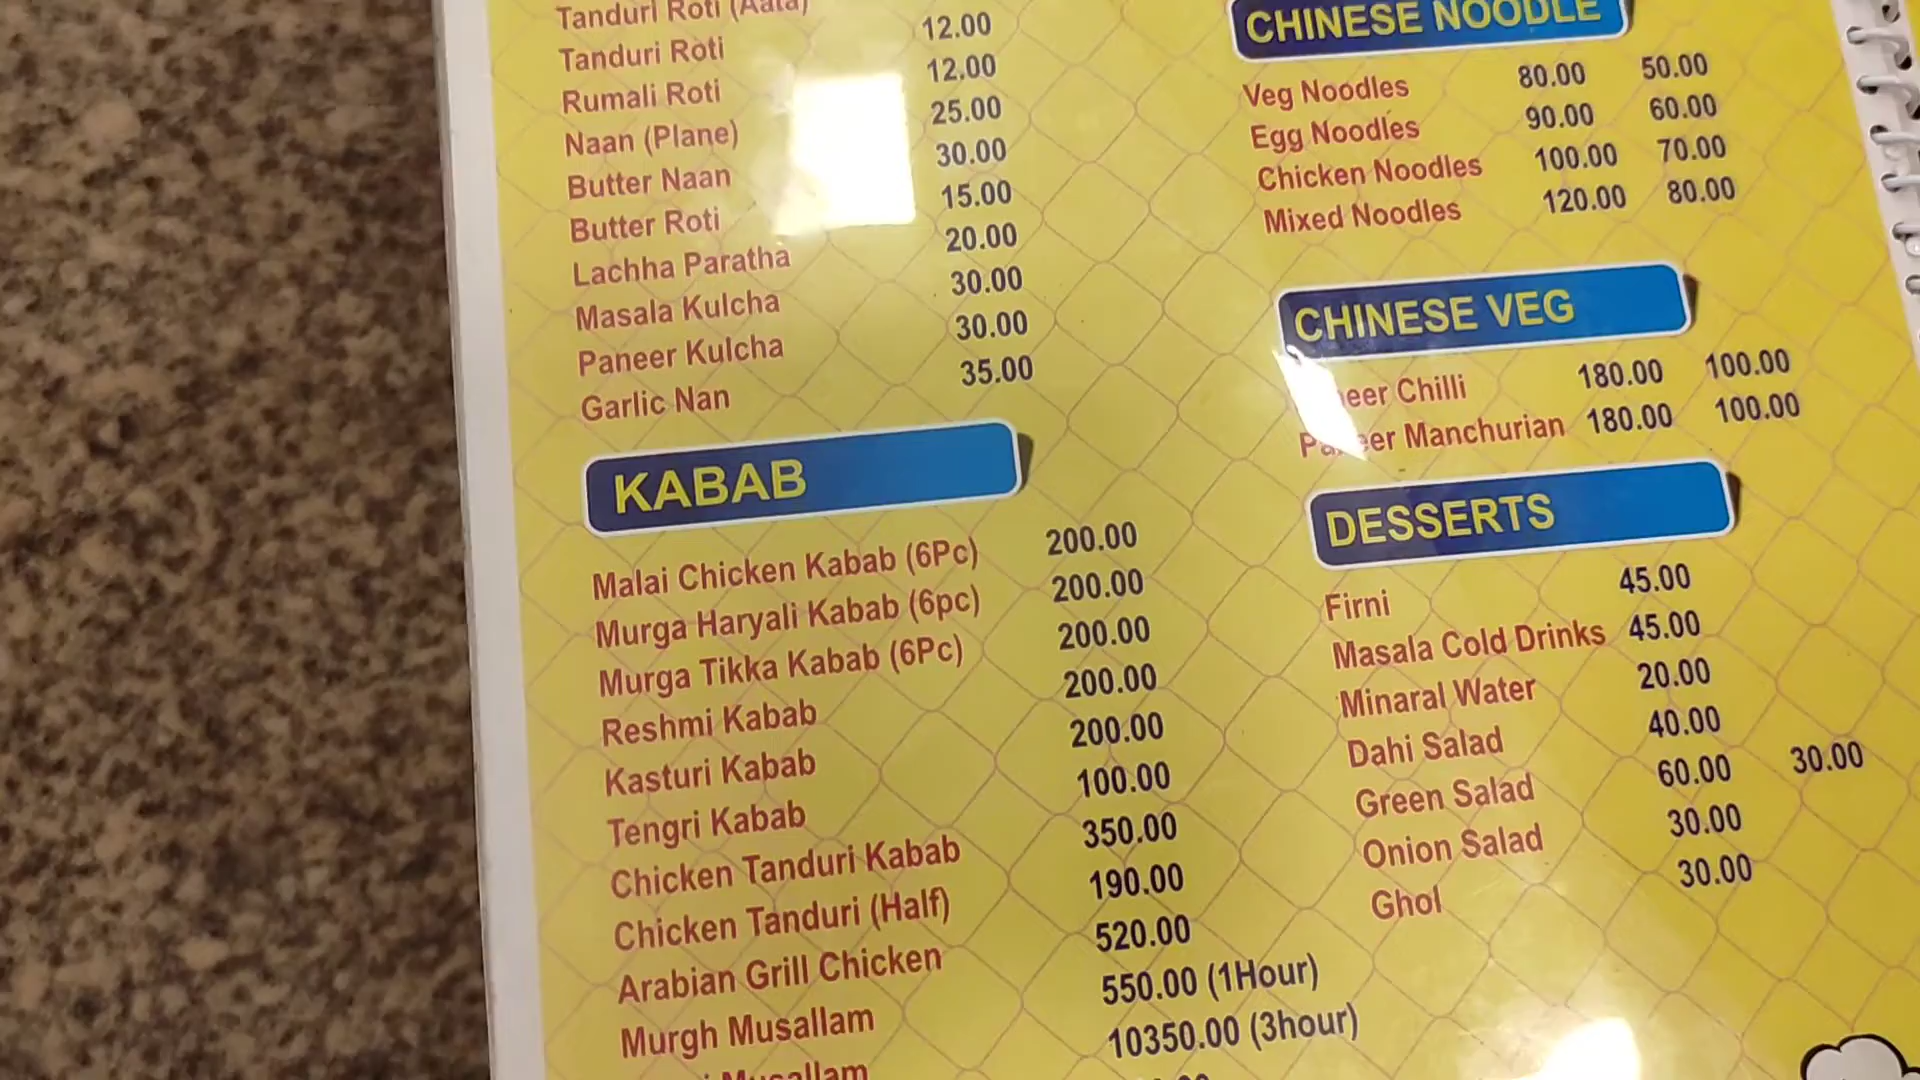 Tanduri Roti (Aata)
Tanduri Roti 12.00
Rumali Roti 12.00
Naan (Plane) 25.00
Butter Naan 30.00
Butter Roti 15.00
Lachha Paratha 20.00
Masala Kulcha 30.00
Paneer Kulcha 30.00
Garlic Nan 35.00
KABAB
Malai Chicken Kabab (6Pc) 200.00
Murga Haryali Kabab (6pc) 200.00
Murga Tikka Kabab (6Pc) 200.00
Reshmi Kabab 200.00
Kasturi Kabab 200.00
Tengri Kabab 100.00
Chicken Tanduri Kabab 350.00
Chicken Tanduri (Half) 190.00
Arabian Grill Chicken 520.00
Murgh Musallam 550.00 (1Hour)
Musallam 10350.00 (3hour)
CHINESE NOODLE
Veg Noodles 80.00 50.00
Egg Noodles 90.00 60.00
Chicken Noodles 100.00 70.00
Mixed Noodles 120.00 80.00
CHINESE VEG
Chilli 180.00 100.00
Manchurian 180.00 100.00
DESSERTS
Firni 45.00
Masala Cold Drinks 45.00
Minaral Water 20.00
Dahi Salad 40.00
Green Salad 60.00 30.00
Onion Salad 30.00
Ghol 30.00